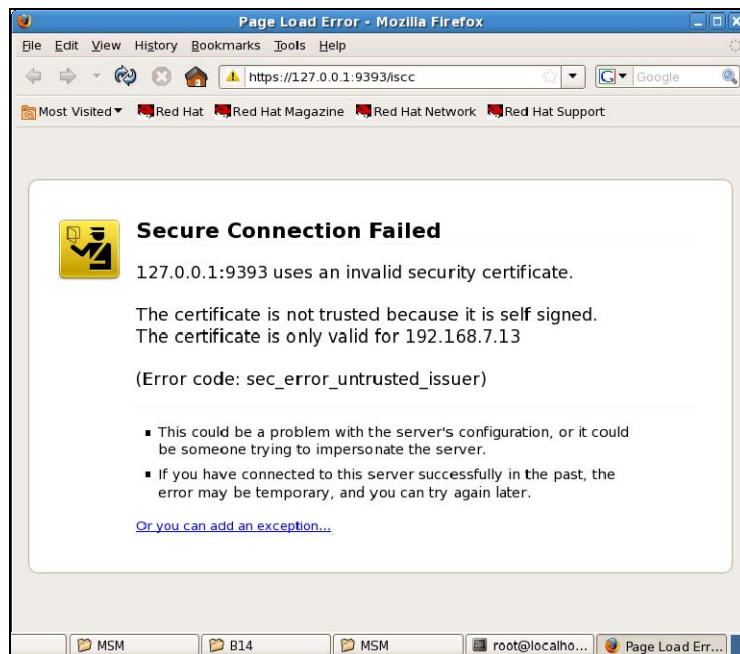 Page Load Error - Mozilla Firefox
File Edit View History Bookmarks Tools Help
https://127.0.0.1:9393/iscc
G Google
Most Visited Red Hat Red Hat Magazine Red Hat Network Red Hat Support
Secure Connection Failed
127.0.0.1:9393 uses an invalid security certificate.
The certificate is not trusted because it is self signed.
The certificate is only valid for 192.168.7.13
(Error code: sec_error_untrusted_issuer)
▪ This could be a problem with the server's configuration, or it could
be someone trying to impersonate the server.
▪ If you have connected to this server successfully in the past, the
error may be temporary, and you can try again later.
Or you can add an exception...
MSM B14 MSM root@localho... Page Load Err...